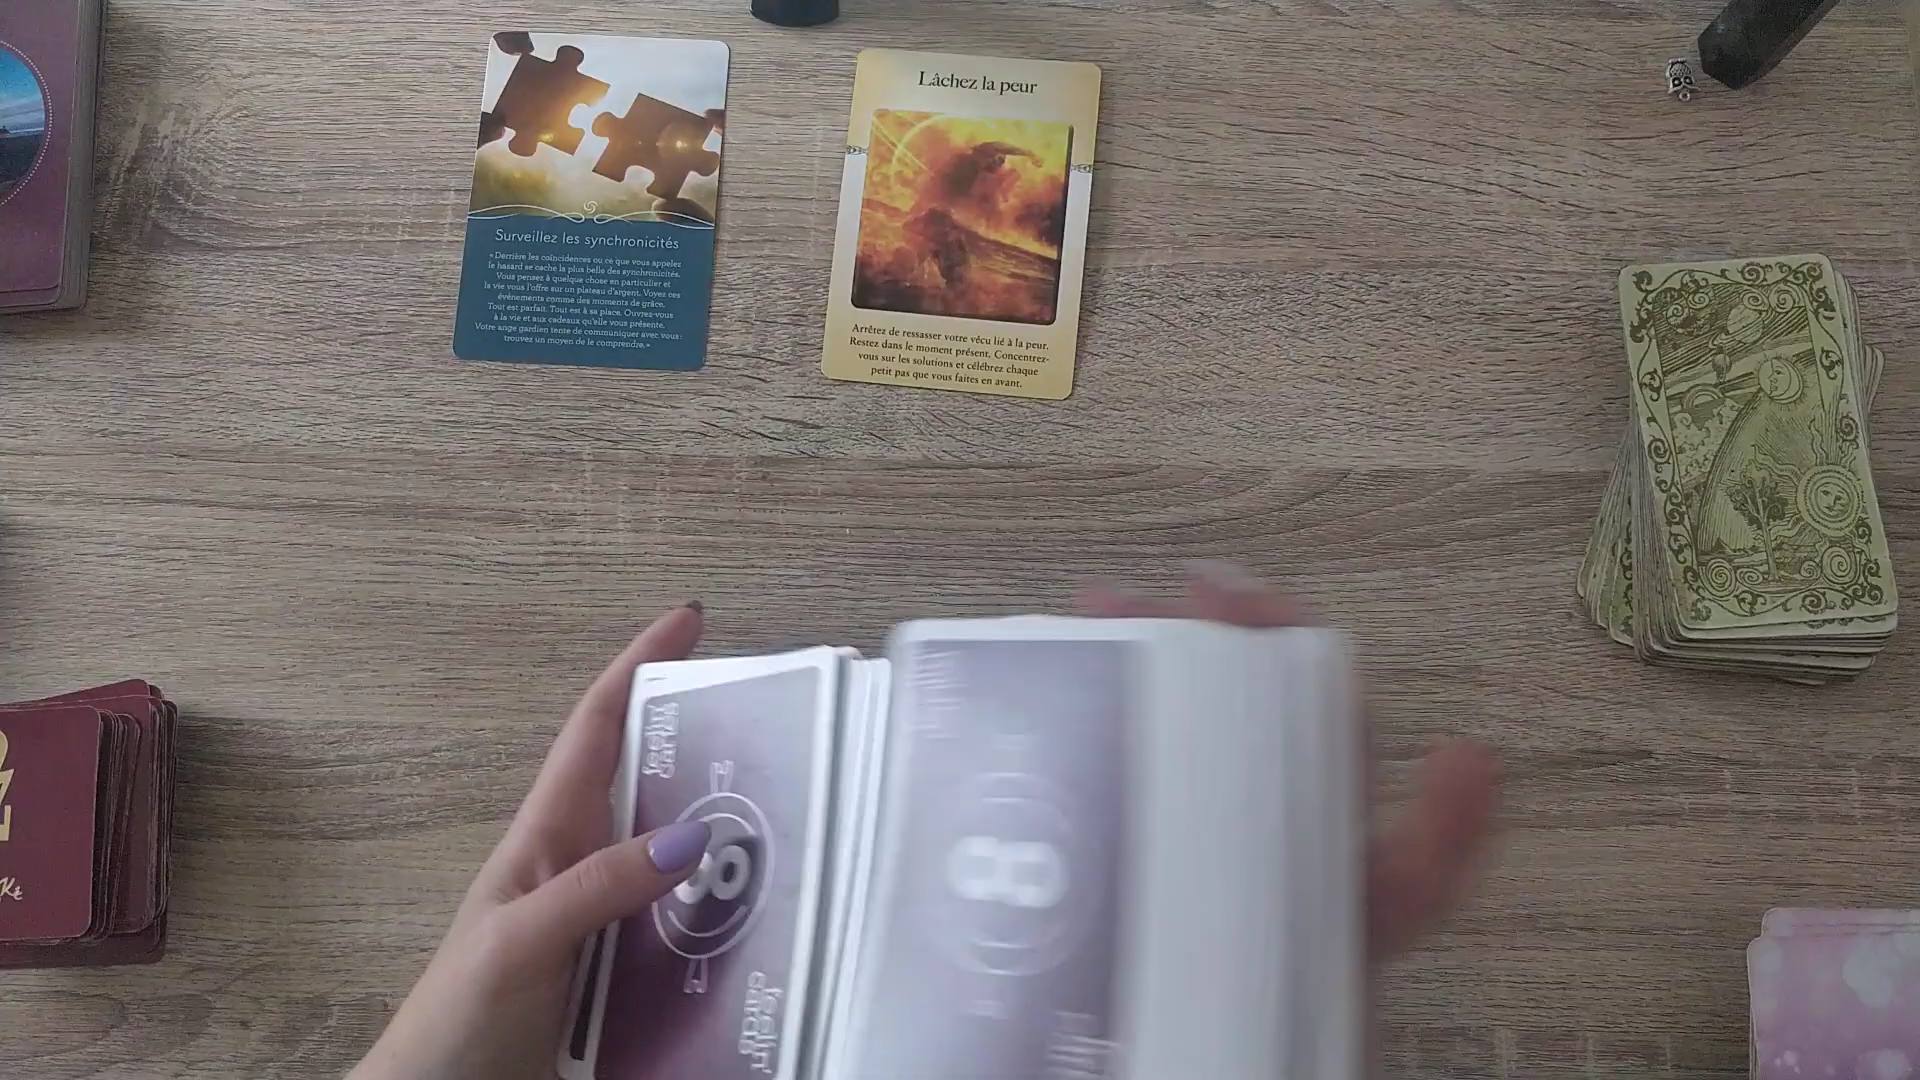 Surveillez les synchronicités
« Derrière les coïncidences ou ce que vous appelez
le hasard se cache la plus belle des synchronicités.
Vous pensez à quelque chose en particulier et
la vie vous l'offre sur un plateau d'argent. Voyez ces
événements comme des moments de grâce.
Tout est parfait. Tout est à sa place. Ouvrez-vous
à la vie et aux cadeaux qu'elle vous présente.
Votre ange gardien tente de communiquer avec vous :
trouvez un moyen de le comprendre. »
Lâchez la peur
Arrêtez de ressasser votre vécu lié à la peur.
Restez dans le moment présent. Concentrez-
vous sur les solutions et célébrez chaque
petit pas que vous faites en avant.